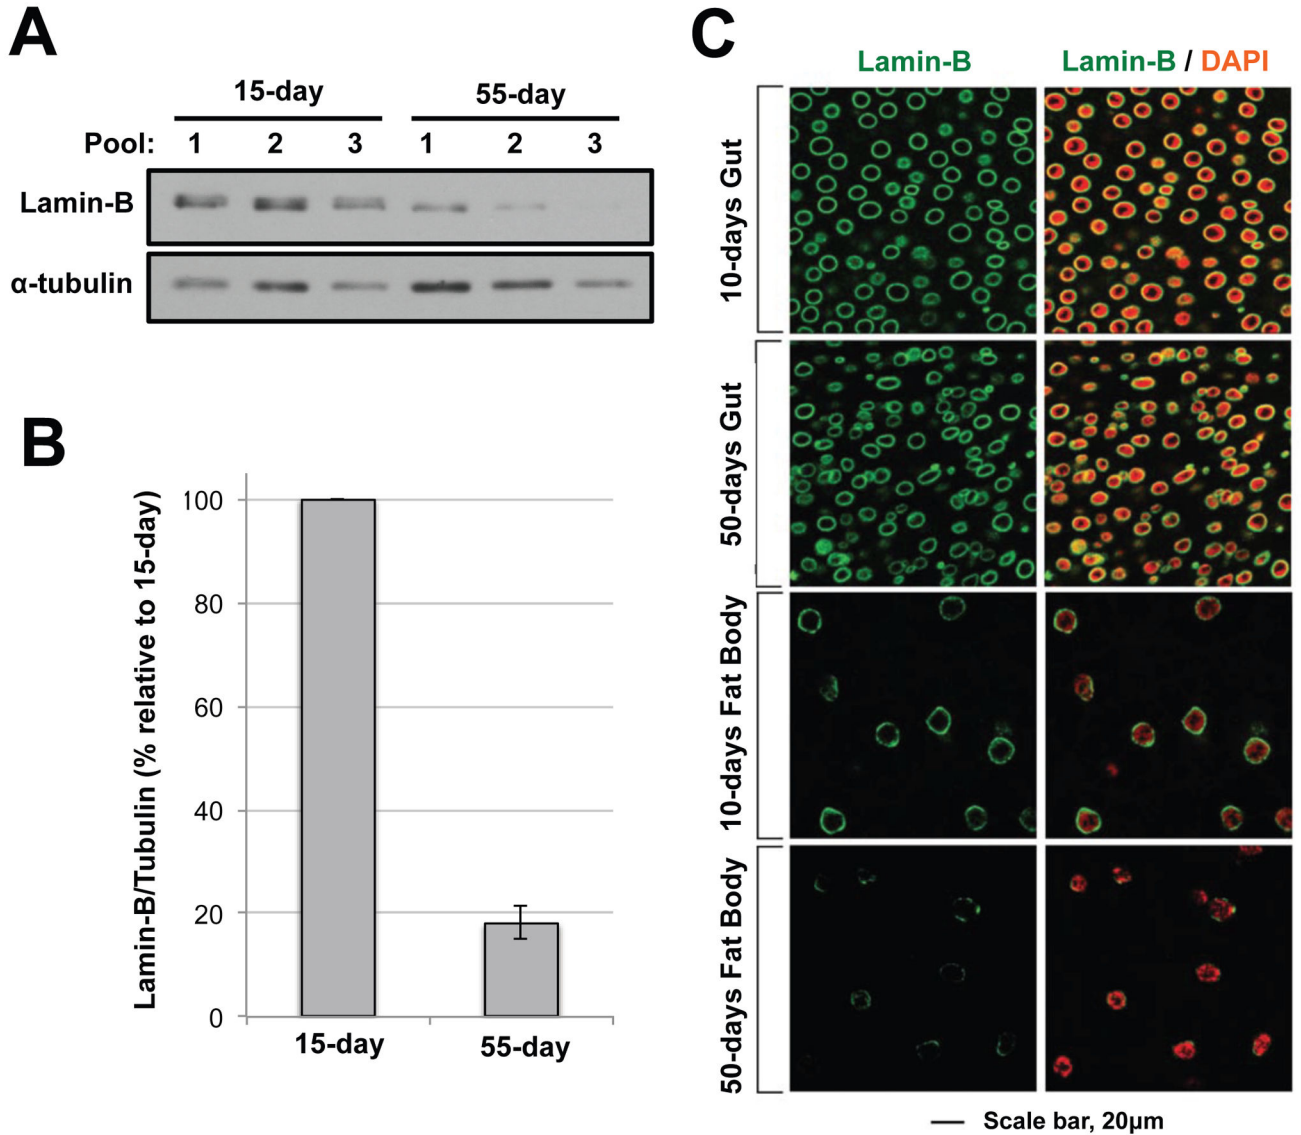 A
15-day 55-day
Pool: 1 2 3 1 2 3
Lamin-B
α-tubulin
B
Lamin-B/Tubulin (% relative to 15-day)
100
80
60
40
20
0
15-day 55-day
C
Lamin-B Lamin-B / DAPI
10-days Gut
50-days Gut
10-days Fat Body
50-days Fat Body
Scale bar, 20μm